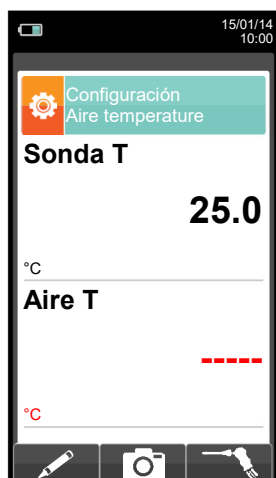 15/01/14
10:00
Configuración
Aire temperature
Sonda T
25.0
°C
Aire T
-----
°C